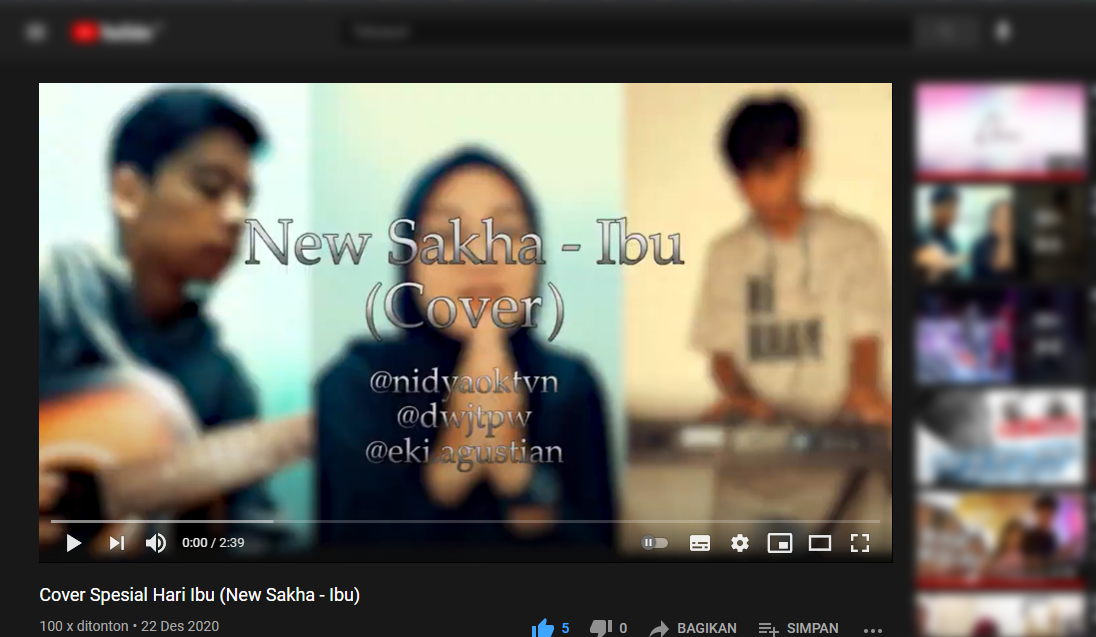 New Sakha - Ibu
(Cover)
@nidyaoktvn
@dwjtpw
@eki.agustian
0:00 / 2:39
Cover Spesial Hari Ibu (New Sakha - Ibu)
100 x ditonton • 22 Des 2020
5
0
BAGIKAN
SIMPAN